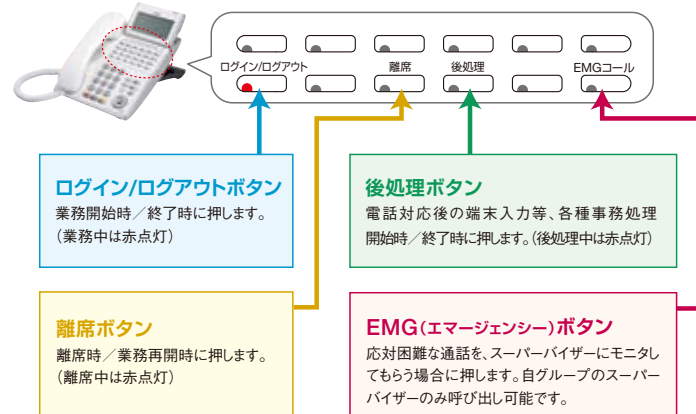 ログイン/ログアウト 離席 後処理 EMGコール
ログイン/ログアウトボタン
業務開始時／終了時に押します。
（業務中は赤点灯）
後処理ボタン
電話対応後の端末入力等、各種事務処理
開始時／終了時に押します。（後処理中は赤点灯）
離席ボタン
離席時／業務再開時に押します。
（離席中は赤点灯）
EMG（エマージェンシー）ボタン
応対困難な通話を、スーパーバイザーにモニタし
てもらう場合に押します。自グループのスーパー
バイザーのみ呼び出し可能です。